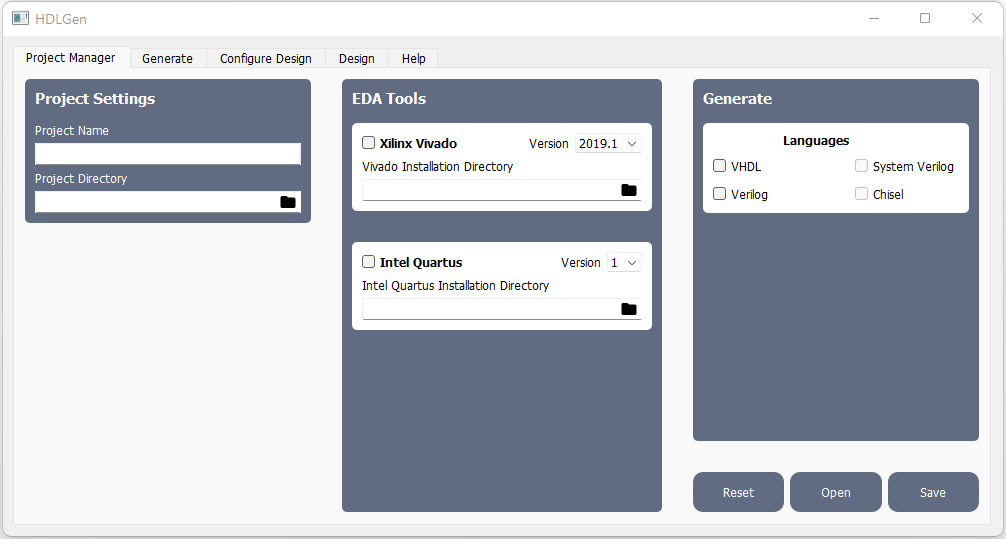 HDLGen
Project Manager
Generate
Configure Design
Design
Help
Project Settings
Project Name
Project Directory
EDA Tools
Xilinx Vivado
Version 2019.1
Vivado Installation Directory
Intel Quartus
Version 1
Intel Quartus Installation Directory
Generate
Languages
VHDL
System Verilog
Verilog
Chisel
Reset
Open
Save